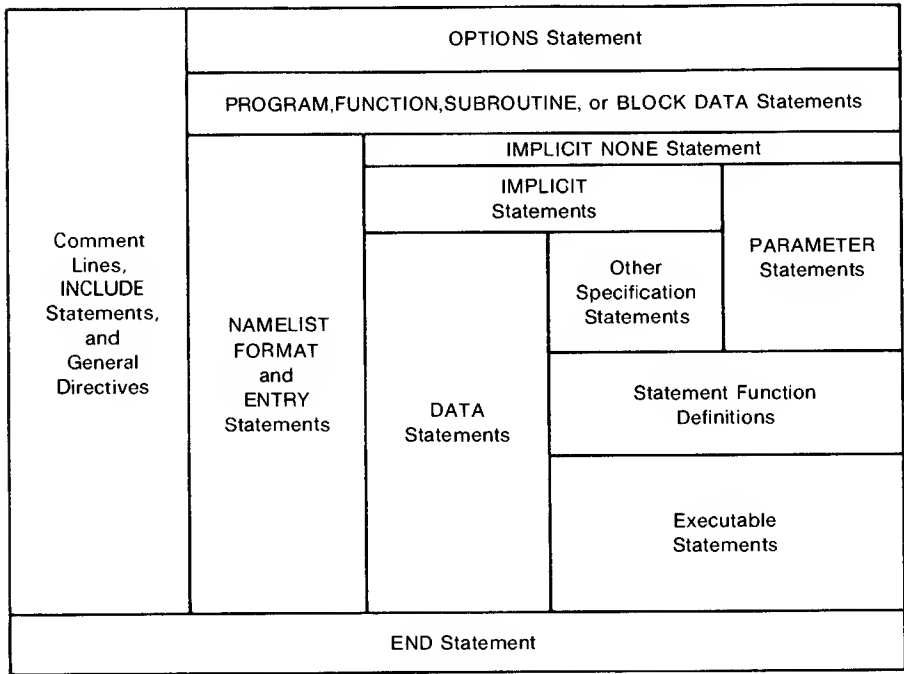 OPTIONS Statement
PROGRAM,FUNCTION,SUBROUTINE, or BLOCK DATA Statements
IMPLICIT NONE Statement
IMPLICIT
Statements
PARAMETER
Statements
Comment
Lines,
INCLUDE
Statements,
and
General
Directives
NAMELIST
FORMAT
and
ENTRY
Statements
Other
Specification
Statements
DATA
Statements
Statement Function
Definitions
Executable
Statements
END Statement